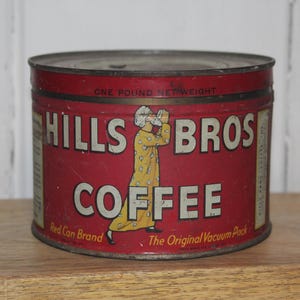 ONE POUND NET WEIGHT
HILLS BROS
COFFEE
Red Can Brand The Original Vacuum Pack